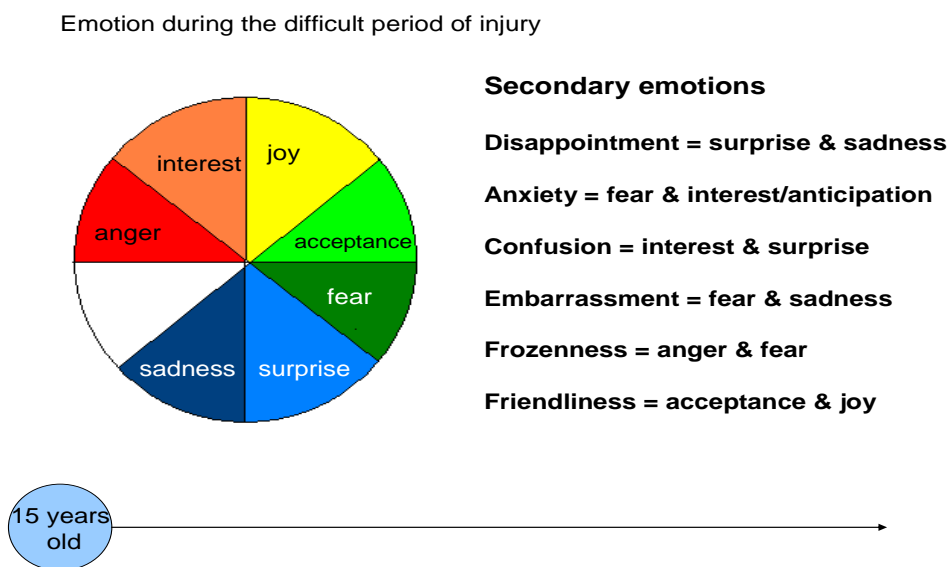 Emotion during the difficult period of injury
Secondary emotions
Disappointment = surprise & sadness
Anxiety = fear & interest/anticipation
Confusion = interest & surprise
Embarrassment = fear & sadness
Frozenness = anger & fear
Friendliness = acceptance & joy
interest
joy
anger
acceptance
fear
sadness
surprise
15 years
old